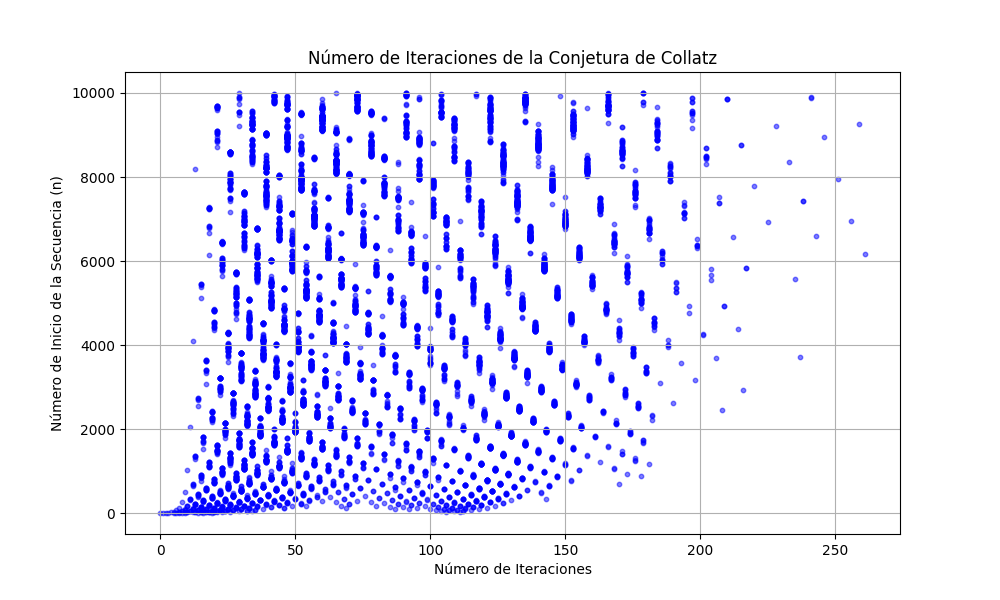 Número de Iteraciones de la Conjetura de Collatz
10000
8000
6000
4000
2000
0
Número de Inicio de la Secuencia (n)
0 50 100 150 200 250
Número de Iteraciones